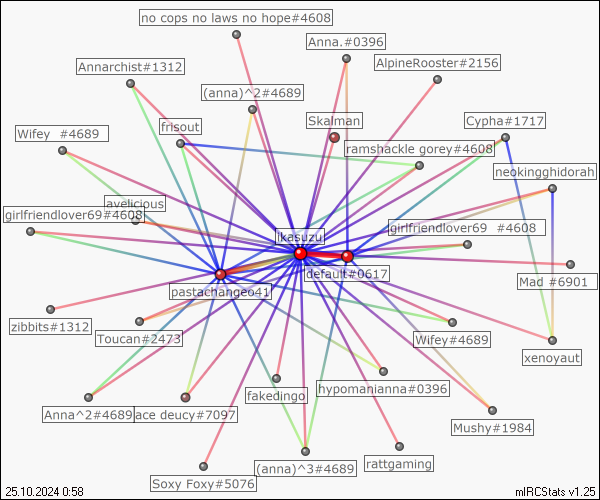 no cops no laws no hope#4608
Anna.#0396
AlpineRooster#2156
Annarchist#1312
(anna)^2#4689
Skalman
Cypha#1717
frisout
Wifey  #4689
ramshackle gorey#4608
neokingghidorah
avelicious
girlfriendlover69#4608
girlfriendlover69  #4608
ikasuzu
default#0617
Mad #6901
pastachangeo41
zibbits#1312
Toucan#2473
Wifey#4689
xenoyaut
hypomanianna#0396
fakedingo
Anna^2#4689
ace deucy#7097
Mushy#1984
(anna)^3#4689
rattgaming
Soxy Foxy#5076
25.10.2024 0:58
mIRCStats v1.25